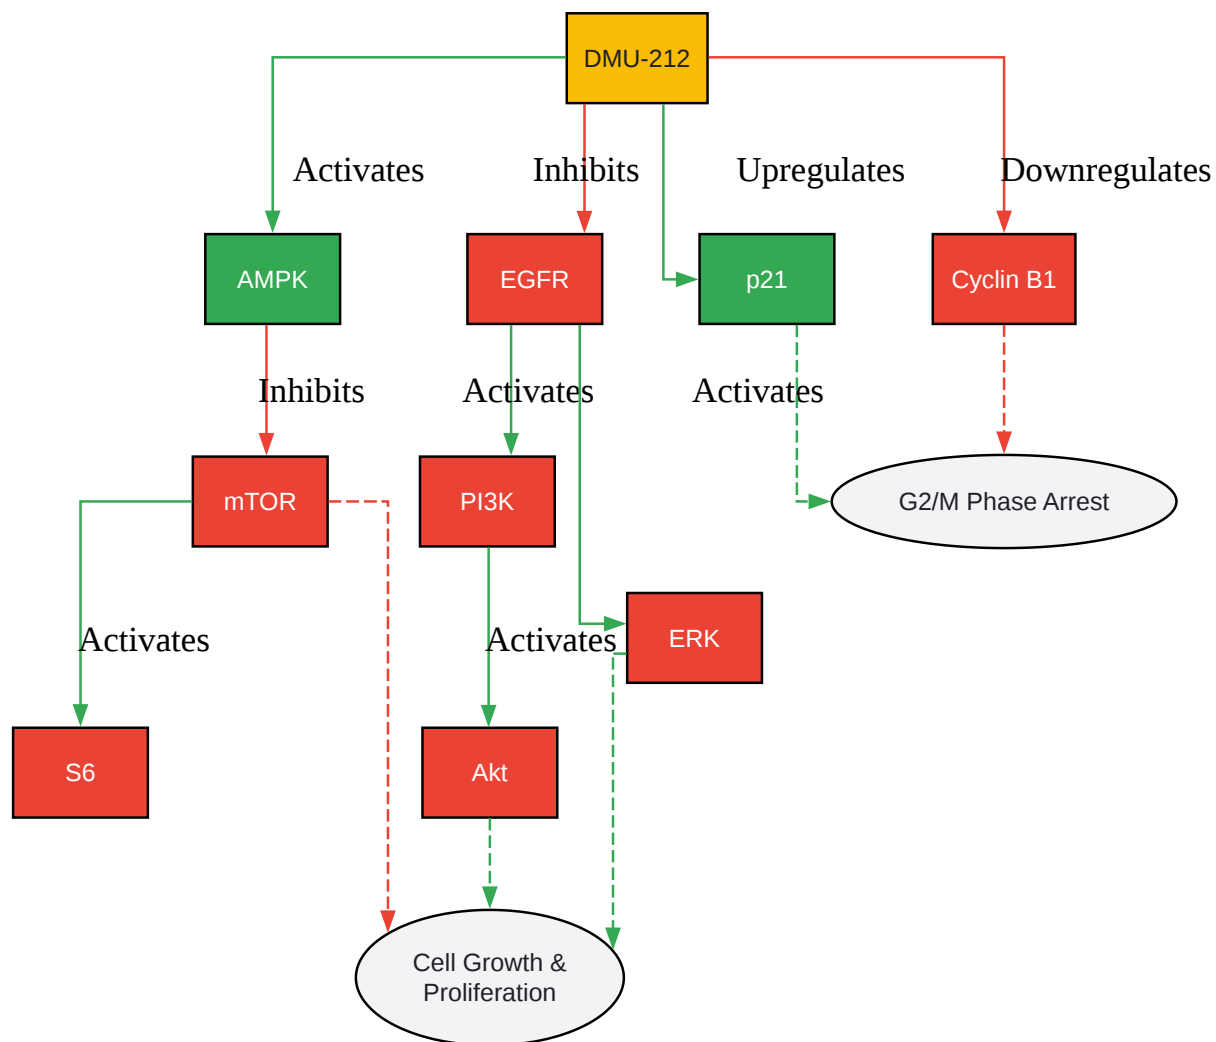 DMU-212
Activates
Inhibits
Upregulates
Downregulates
AMPK
EGFR
p21
Cyclin B1
Inhibits
Activates
Activates
mTOR
PI3K
G2/M Phase Arrest
Activates
Activates
ERK
S6
Akt
Cell Growth &
Proliferation